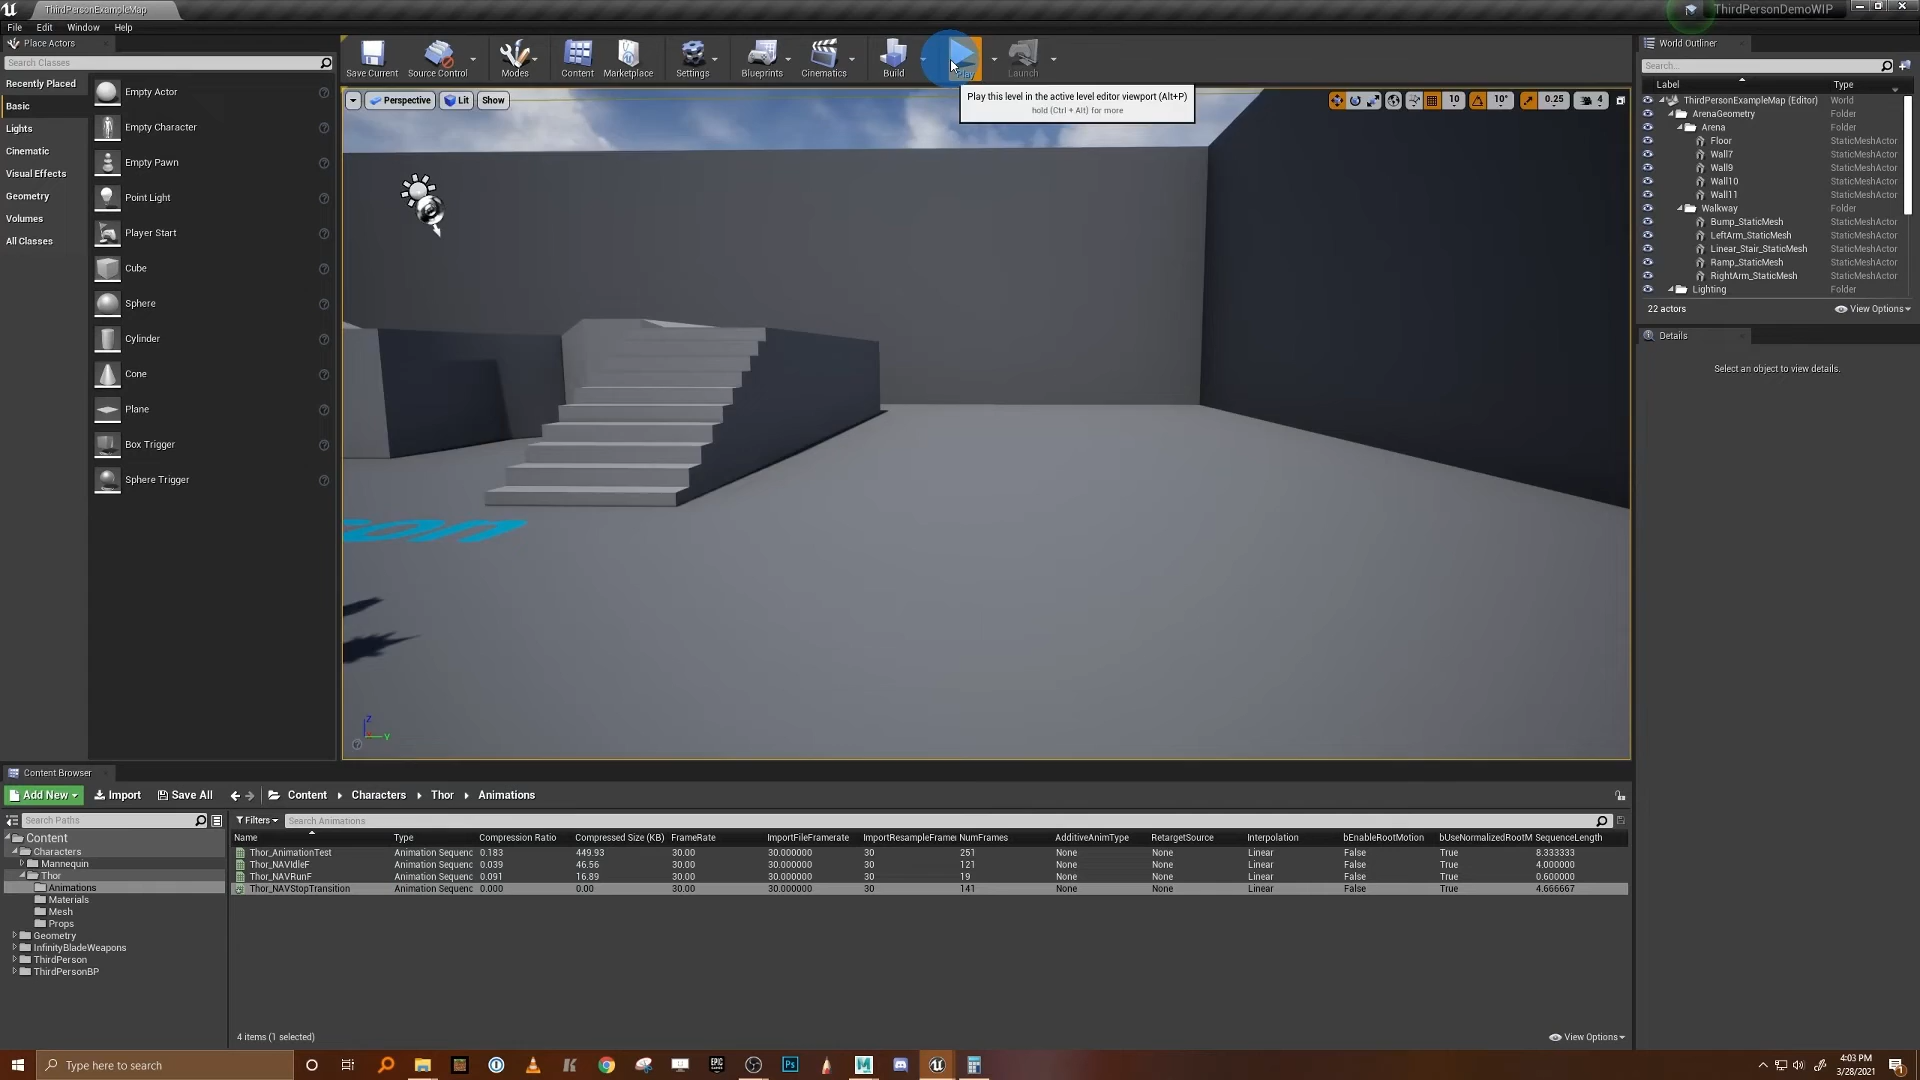 ThirdPersonExampleMap
ThirdPersonDemoWIP
File Edit Window Help
Place Actors
Search Classes
Recently Placed
Basic
Lights
Cinematic
Visual Effects
Geometry
Volumes
All Classes
Empty Actor
Empty Character
Empty Pawn
Point Light
Player Start
Cube
Sphere
Cylinder
Cone
Plane
Box Trigger
Sphere Trigger
Save Current Source Control Modes Content Marketplace Settings Blueprints Cinematics Build Play Launch
Perspective Lit Show
Play this level in the active level editor viewport (Alt+P)
hold (Ctrl + Alt) for more
10 10° 0.25 4
World Outliner
Search...
Label Type
ThirdPersonExampleMap (Editor) World
ArenaGeometry Folder
Arena Folder
Floor StaticMeshActor
Wall7 StaticMeshActor
Wall9 StaticMeshActor
Wall10 StaticMeshActor
Wall11 StaticMeshActor
Walkway Folder
Bump_StaticMesh StaticMeshActor
LeftArm_StaticMesh StaticMeshActor
Linear_Stair_StaticMesh StaticMeshActor
Ramp_StaticMesh StaticMeshActor
RightArm_StaticMesh StaticMeshActor
Lighting Folder
22 actors View Options
Details
Select an object to view details.
son
Z
Y
Content Browser
Add New Import Save All Content Characters Thor Animations
Search Paths
Content
Characters
Mannequin
Thor
Animations
Materials
Mesh
Props
Geometry
InfinityBladeWeapons
ThirdPerson
ThirdPersonBP
Filters Search Animations
Name Type Compression Ratio Compressed Size (KB) FrameRate ImportFileFramerate ImportResampleFrame NumFrames AdditiveAnimType RetargetSource Interpolation bEnableRootMotion bUseNormalizedRootM SequenceLength
Thor_AnimationTest Animation Sequenc 0.183 449.93 30.00 30.000000 30 251 None None Linear False True 8.333333
Thor_NAVIdleF Animation Sequenc 0.039 46.56 30.00 30.000000 30 121 None None Linear False True 4.000000
Thor_NAVRunF Animation Sequenc 0.091 16.89 30.00 30.000000 30 19 None None Linear False True 0.600000
Thor_NAVStopTransition Animation Sequenc 0.000 0.00 30.00 30.000000 30 141 None None Linear False True 4.666667
4 items (1 selected) View Options
Type here to search
Ps
4:03 PM
3/28/2021